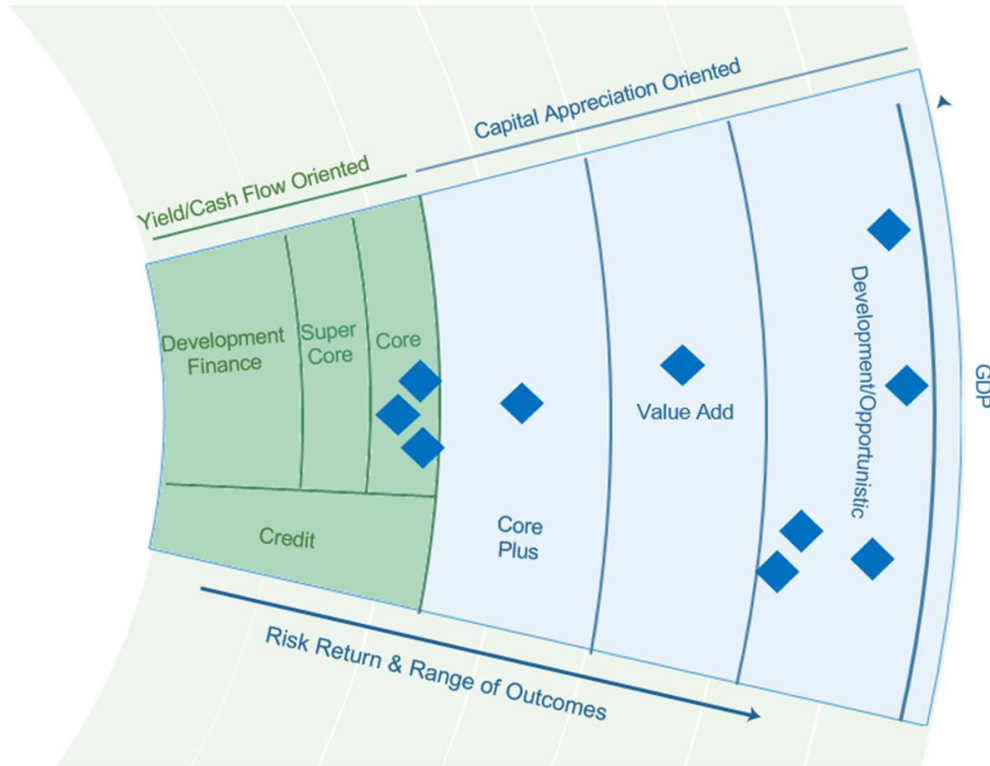 Capital Appreciation Oriented
Yield/Cash Flow Oriented
Development
Finance
Super
Core
Core
Value Add
Development/Opportunistic
GDP
Core
Plus
Credit
Risk Return & Range of Outcomes